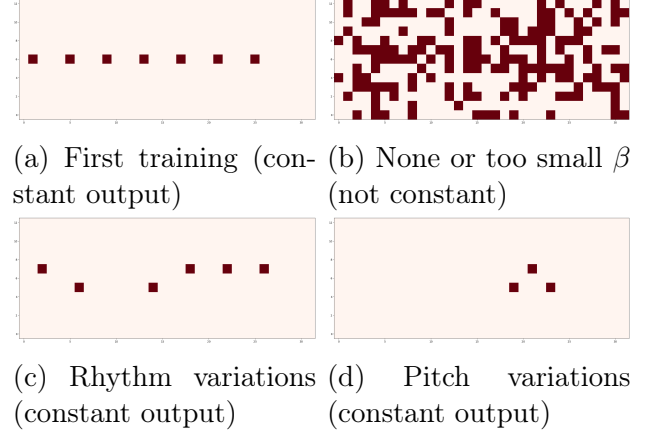 (a) First training (con-
stant output)
(b) None or too small β
(not constant)
(c) Rhythm variations
(constant output)
(d) Pitch variations
(constant output)